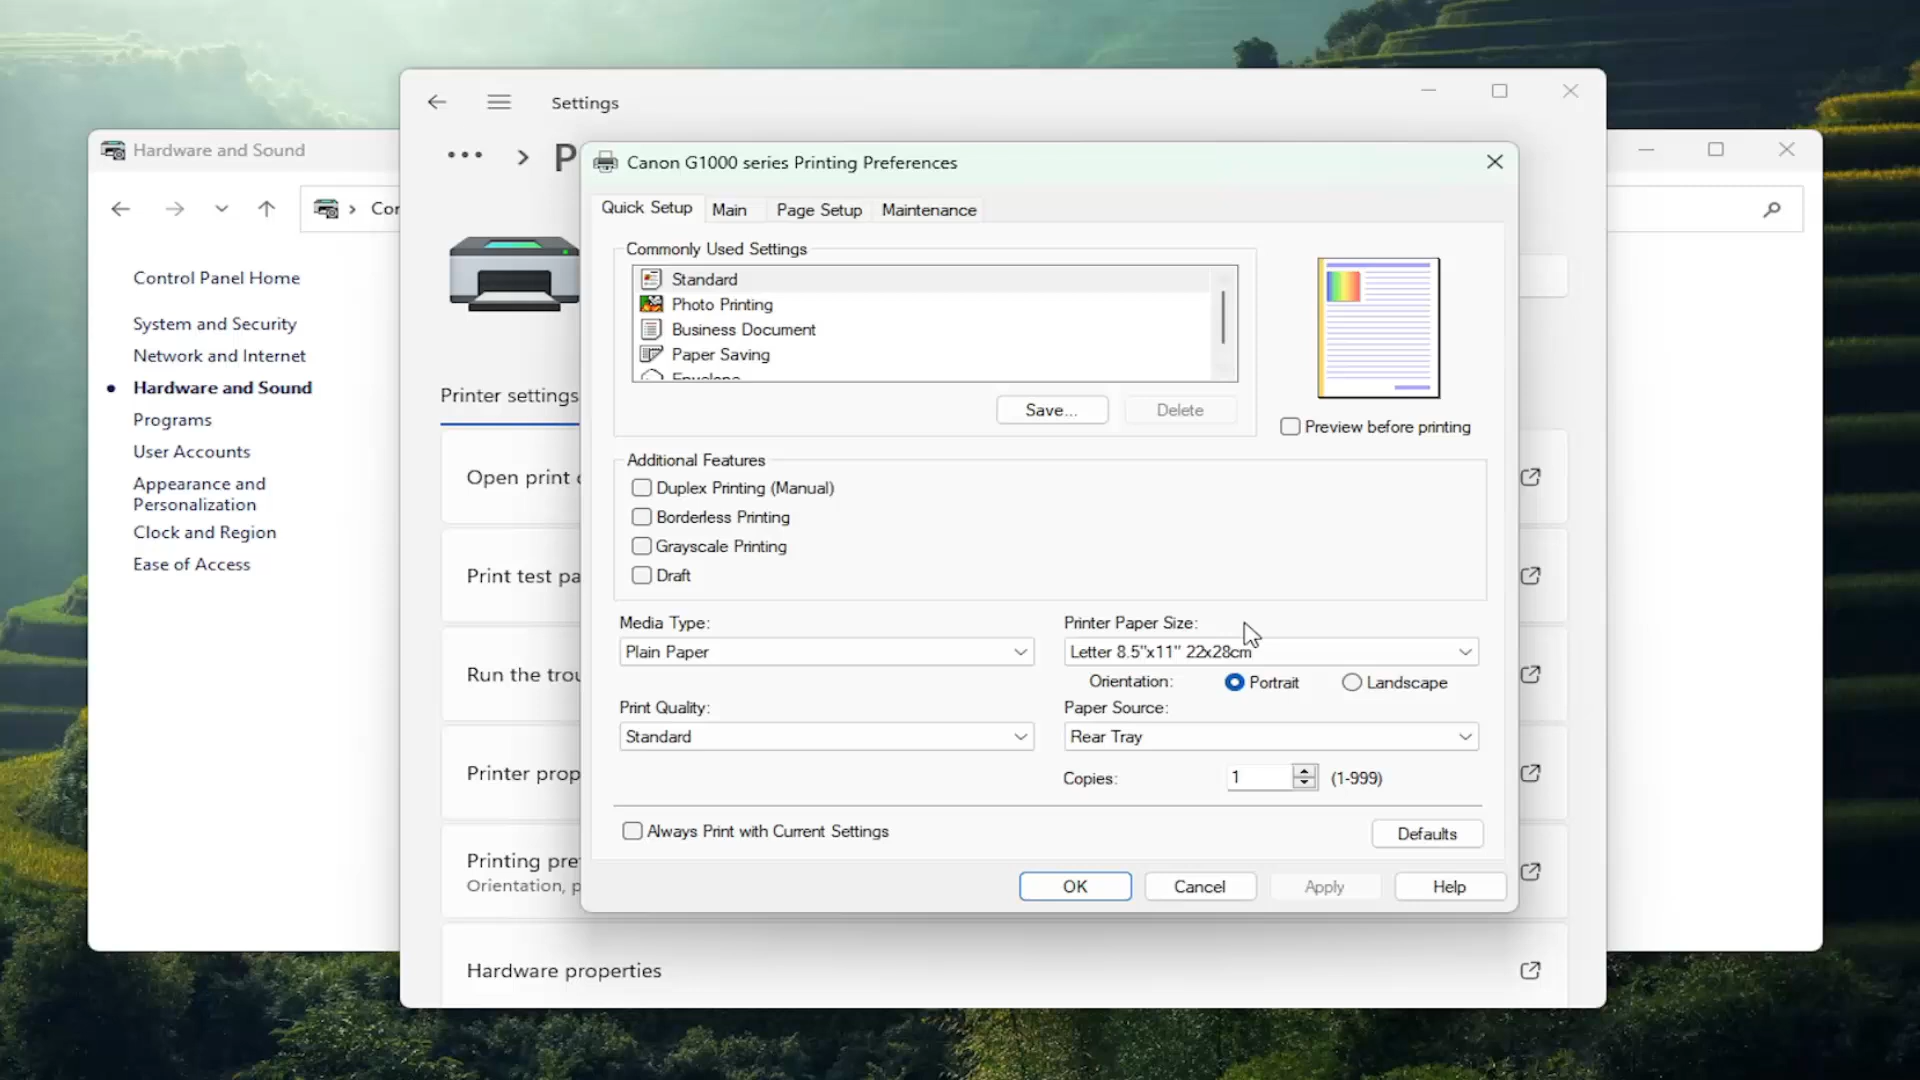 Settings
Hardware and Sound
Control Panel Home
System and Security
Network and Internet
Hardware and Sound
Programs
User Accounts
Appearance and
Personalization
Clock and Region
Ease of Access
Printer settings
Open print
Print test
Run the
Printer
Printing
Orientation,
Hardware properties
Canon G1000 series Printing Preferences
Quick Setup
Main
Page Setup
Maintenance
Commonly Used Settings
Standard
Photo Printing
Business Document
Paper Saving
Envelope
Save...
Delete
Preview before printing
Additional Features
Duplex Printing (Manual)
Borderless Printing
Grayscale Printing
Draft
Media Type:
Plain Paper
Printer Paper Size:
Letter 8.5"x11" 22x28cm
Orientation:
Portrait
Landscape
Print Quality:
Standard
Paper Source:
Rear Tray
Copies:
1
(1-999)
Always Print with Current Settings
Defaults
OK
Cancel
Apply
Help